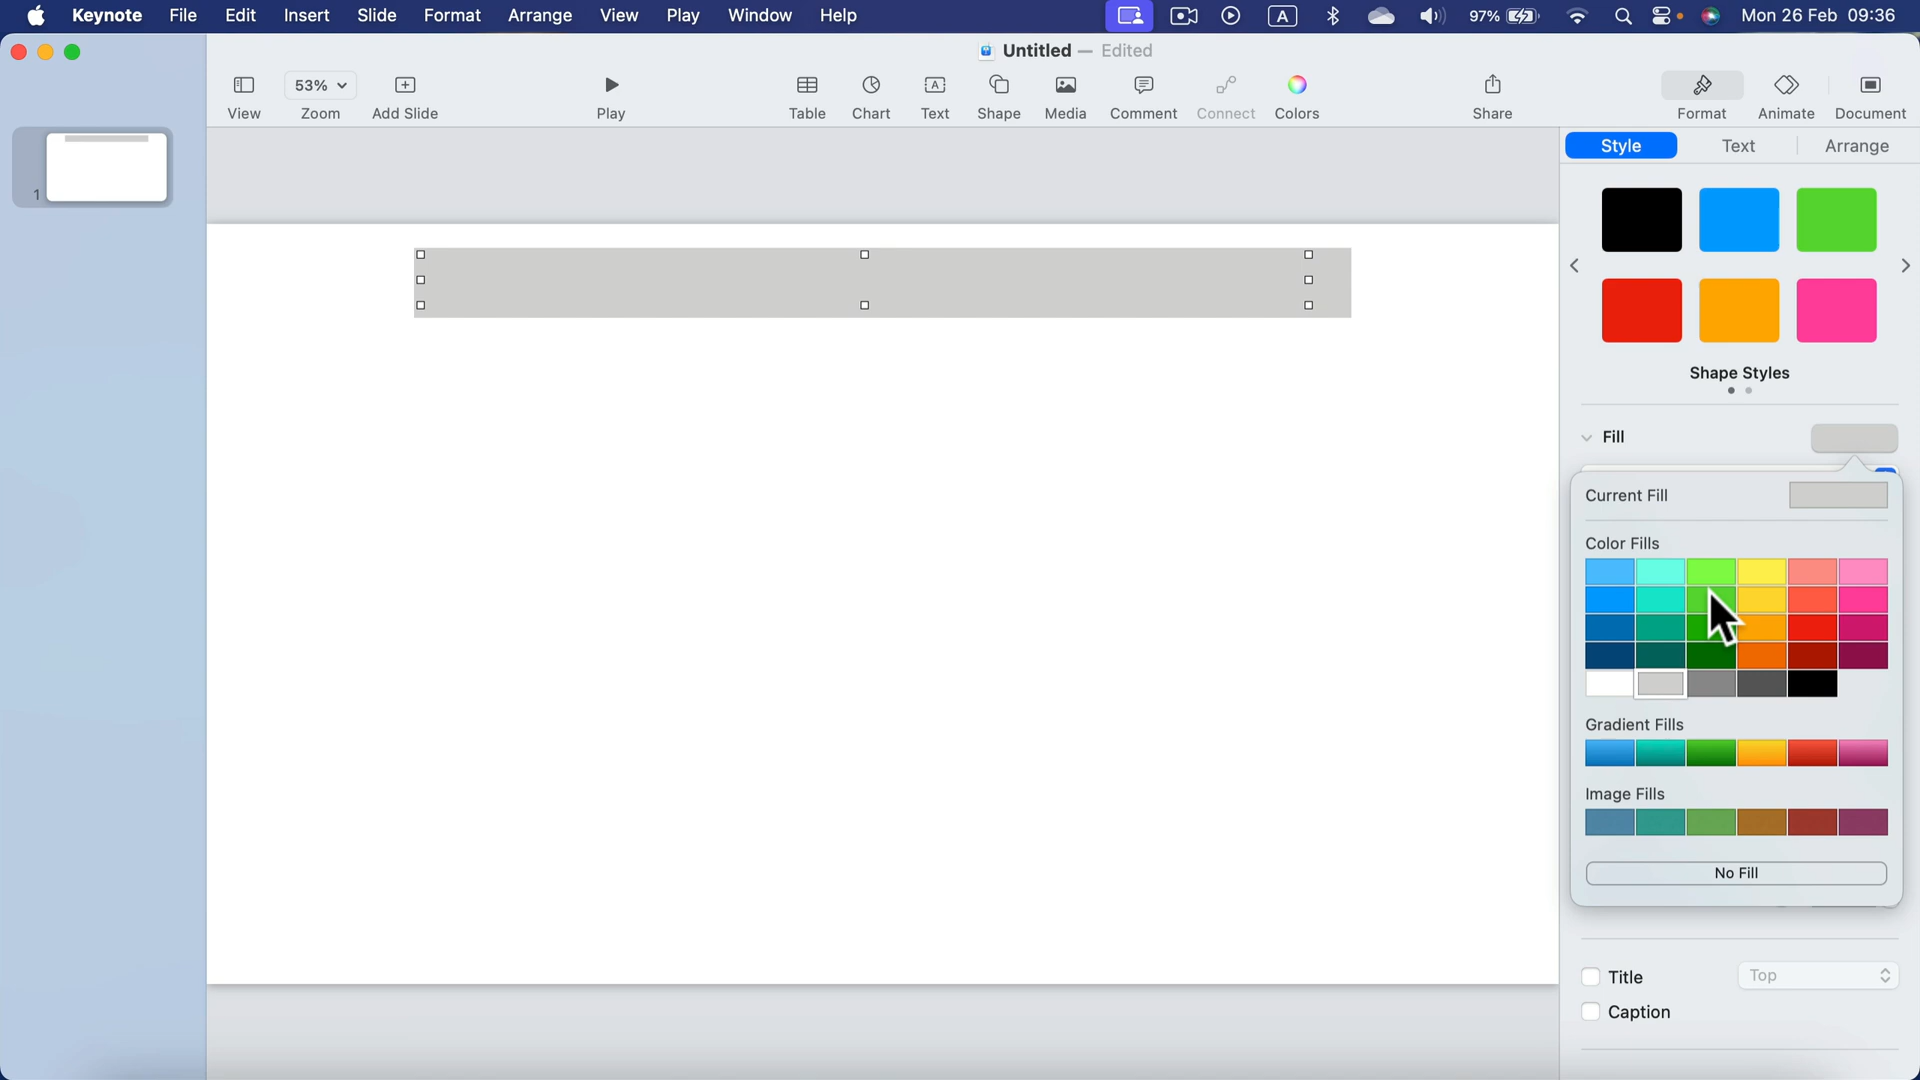 Keynote File Edit Insert Slide Format Arrange View Play Window Help A 97% Mon 26 Feb 09:36
Untitled — Edited
53%
View Zoom Add Slide Play Table Chart Text Shape Media Comment Connect Colors Share Format Animate Document
Style Text Arrange
1
Shape Styles
Fill
Current Fill
Color Fills
Gradient Fills
Image Fills
No Fill
Title Top
Caption